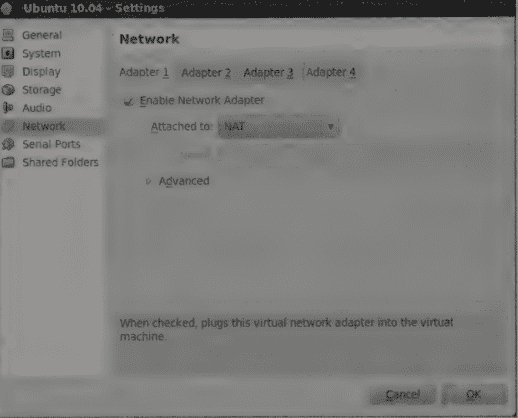 Ubuntu 10.04 - Settings
General
System
Display
Storage
Audio
Network
Serial Ports
Shared Folders
Network
Adapter 1 Adapter 2 Adapter 3 Adapter 4
Enable Network Adapter
Attached to: NAT
Advanced
When checked, plugs this virtual network adapter into the virtual
machine.
Cancel OK